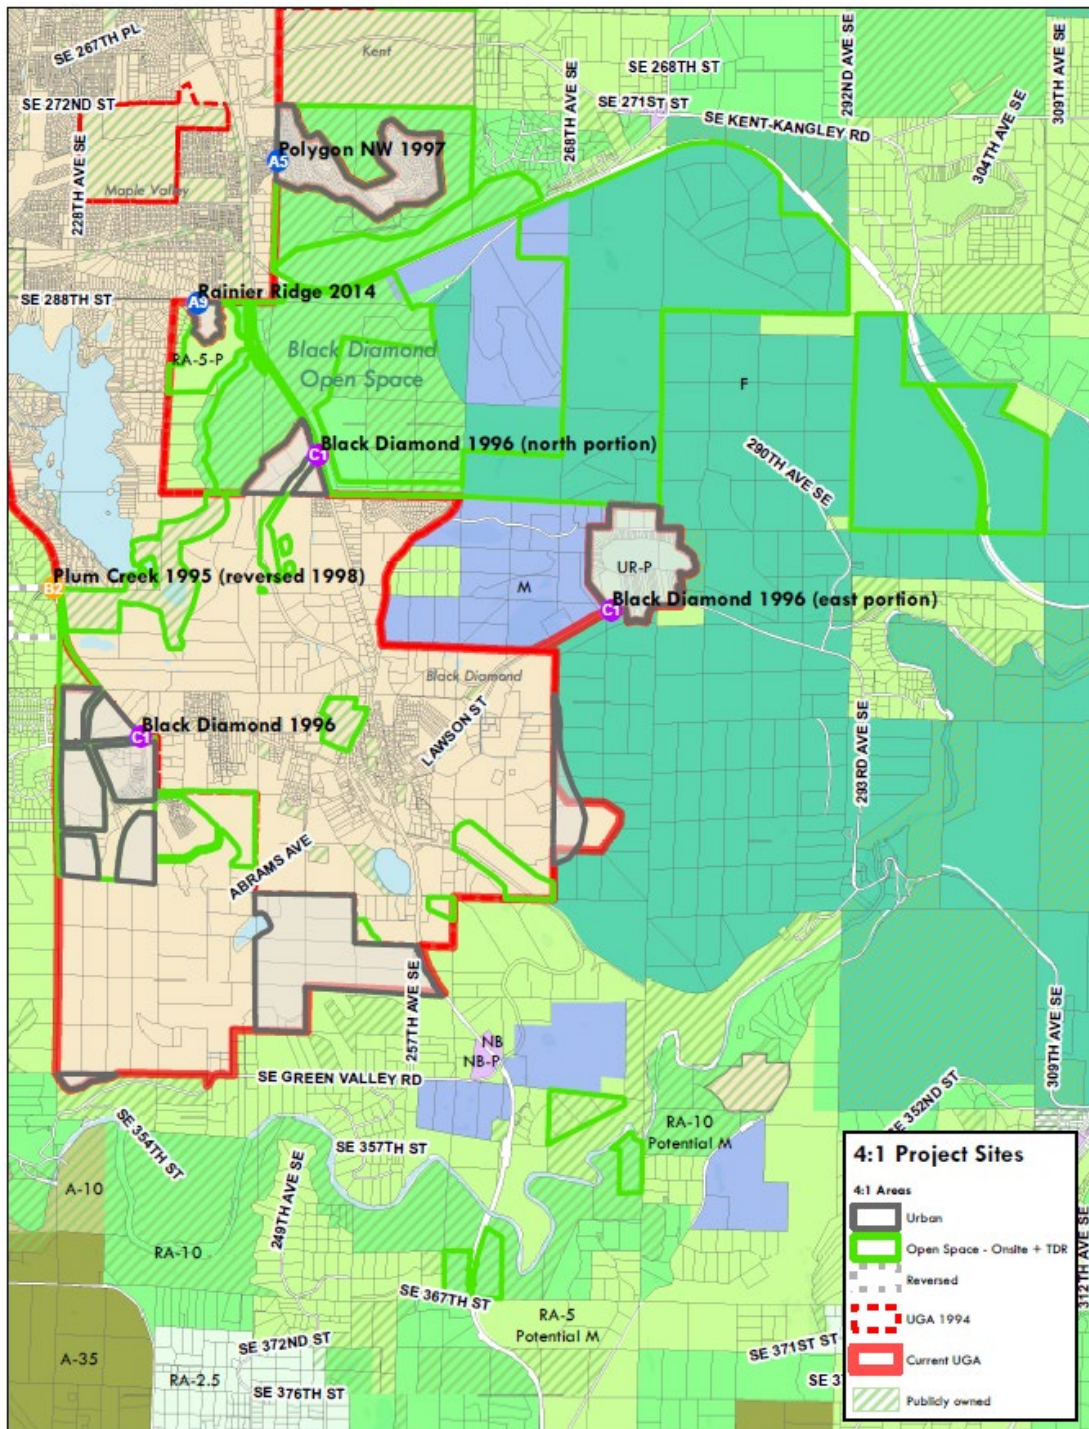 SE 267TH PL
Kent
SE 268TH ST
292ND AVE SE
309TH AVE SE
SE 272ND ST
268TH AVE SE
SE 271ST ST
SE KENT-KANGLEY RD
228TH AVE SE
A5
Polygon NW 1997
304TH AVE SE
Maple Valley
SE 288TH ST
A9
Rainier Ridge 2014
RA-5-P
Black Diamond
Open Space
F
C1
Black Diamond 1996 (north portion)
290TH AVE SE
B2
Plum Creek 1995 (reversed 1998)
M
UR-P
C1
Black Diamond 1996 (east portion)
Black Diamond
C1
Black Diamond 1996
LAWSON ST
293RD AVE SE
ABRAMS AVE
257TH AVE SE
NB
NB-P
SE GREEN VALLEY RD
309TH AVE SE
SE 352ND ST
SE 354TH ST
SE 357TH ST
RA-10
Potential M
A-10
249TH AVE SE
RA-10
SE 367TH ST
RA-5
Potential M
SE 371ST ST
SE 372ND ST
A-35
RA-2.5
SE 376TH ST
312TH AVE SE
4:1 Project Sites
4:1 Areas
Urban
Open Space - Onsite + TDR
Reversed
UGA 1994
Current UGA
Publicly owned